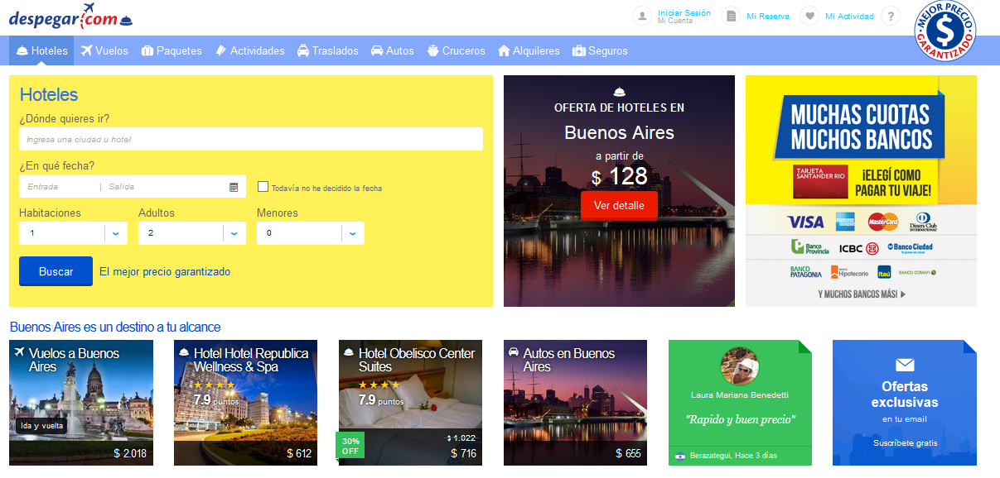 despegar.com
Iniciar Sesión
Mi Cuenta
Mi Reserva
Mi Actividad
?
MEJOR PRECIO
$
GARANTIZADO
Hoteles
Vuelos
Paquetes
Actividades
Traslados
Autos
Cruceros
Alquileres
Seguros
Hoteles
¿Dónde quieres ir?
Ingresa una ciudad u hotel
¿En qué fecha?
Entrada | Salida
Todavía no he decidido la fecha
Habitaciones
Adultos
Menores
1
2
0
Buscar
El mejor precio garantizado
OFERTA DE HOTELES EN
Buenos Aires
a partir de
$ 128
Ver detalle
MUCHAS CUOTAS
MUCHOS BANCOS
TARJETA
SANTANDER RIO
¡ELEGÍ COMO
PAGAR TU VIAJE!
VISA
AMERICAN EXPRESS
MasterCard
Diners Club
INTERNATIONAL
Banco
Provincia
ICBC
Banco Ciudad
BANCO
PATAGONIA
BANCO
Hipotecario
Itaú
BANCO COMAFI
Y MUCHOS BANCOS MÁS!
Buenos Aires es un destino a tu alcance
Vuelos a Buenos
Aires
Ida y vuelta
$ 2.018
Hotel Hotel Republica
Wellness & Spa
7.9 puntos
$ 612
Hotel Obelisco Center
Suites
7.9 puntos
30%
OFF
$ 1.022
$ 716
Autos en Buenos
Aires
$ 655
Laura Mariana Benedetti
"Rapido y buen precio"
Berazategui, Hace 3 días
Ofertas
exclusivas
en tu email
Suscríbete gratis